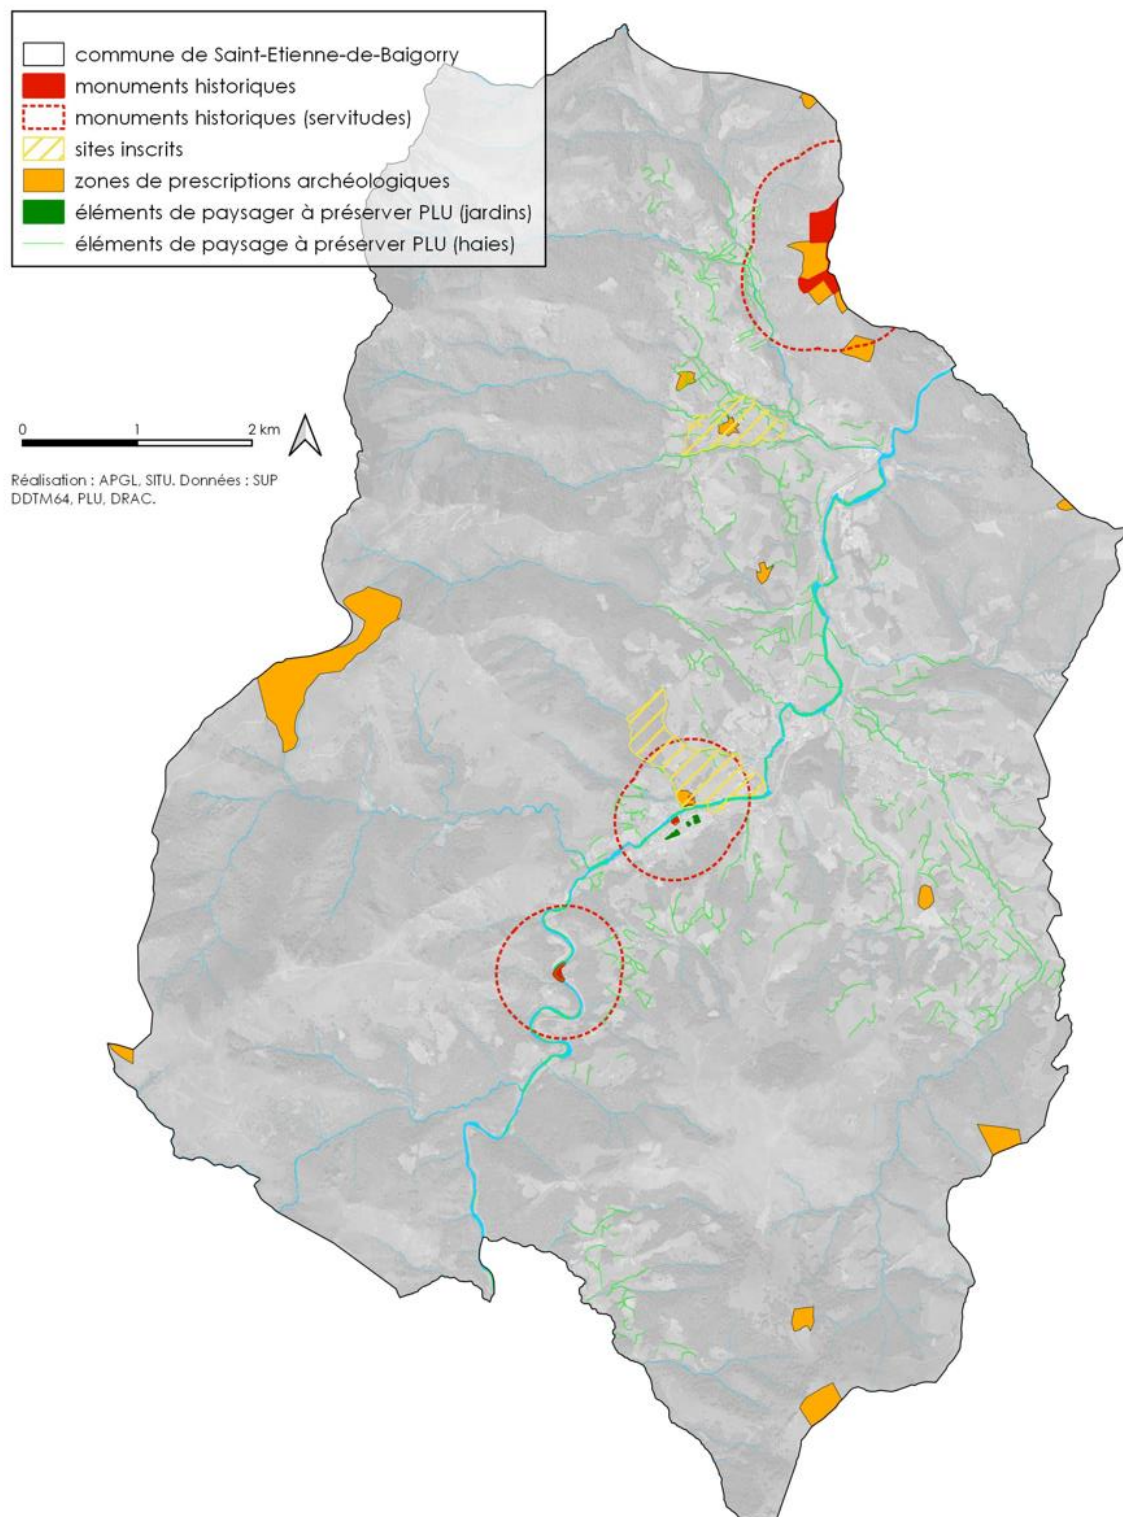 commune de Saint-Etienne-de-Baigorry
monuments historiques
monuments historiques (servitudes)
sites inscrits
zones de prescriptions archéologiques
éléments de paysager à préserver PLU (jardins)
éléments de paysage à préserver PLU (haies)
0 1 2 km
Réalisation : APGL, SITU. Données : SUP
DDTM64, PLU, DRAC.